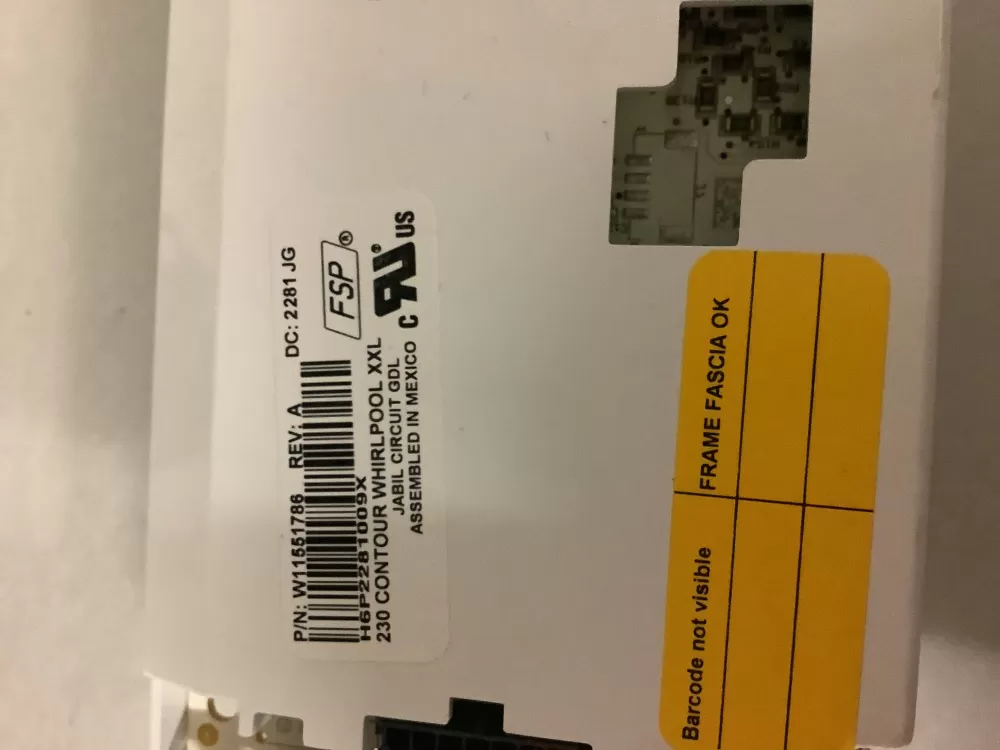 P/N: W11551786 REV: A DC: 2281 JG
H6P2281009X
FSP ®
230 CONTOUR WHIRLPOOL XXL
JABIL CIRCUIT GDL
ASSEMBLED IN MEXICO
C RU ® US
Barcode not visible
FRAME FASCIA OK